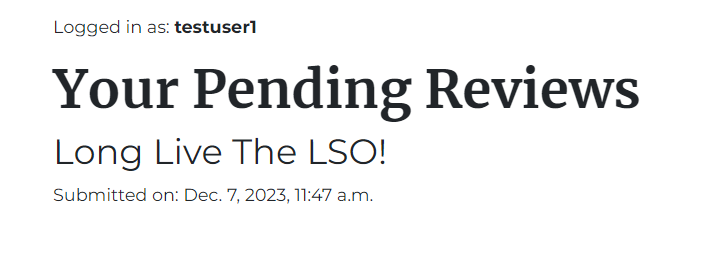 Logged in as: testuser1
Your Pending Reviews
Long Live The LSO!
Submitted on: Dec. 7, 2023, 11:47 a.m.